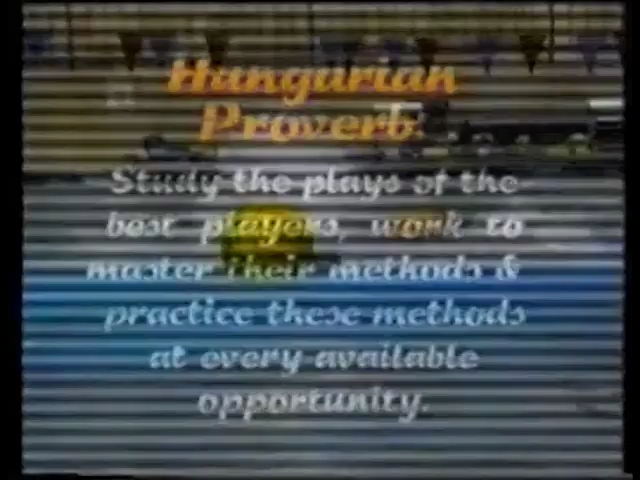 Hungurian
Proverb:
Study the plays of the
best players, work to
master their methods &
practice these methods
at every available
opportunity.